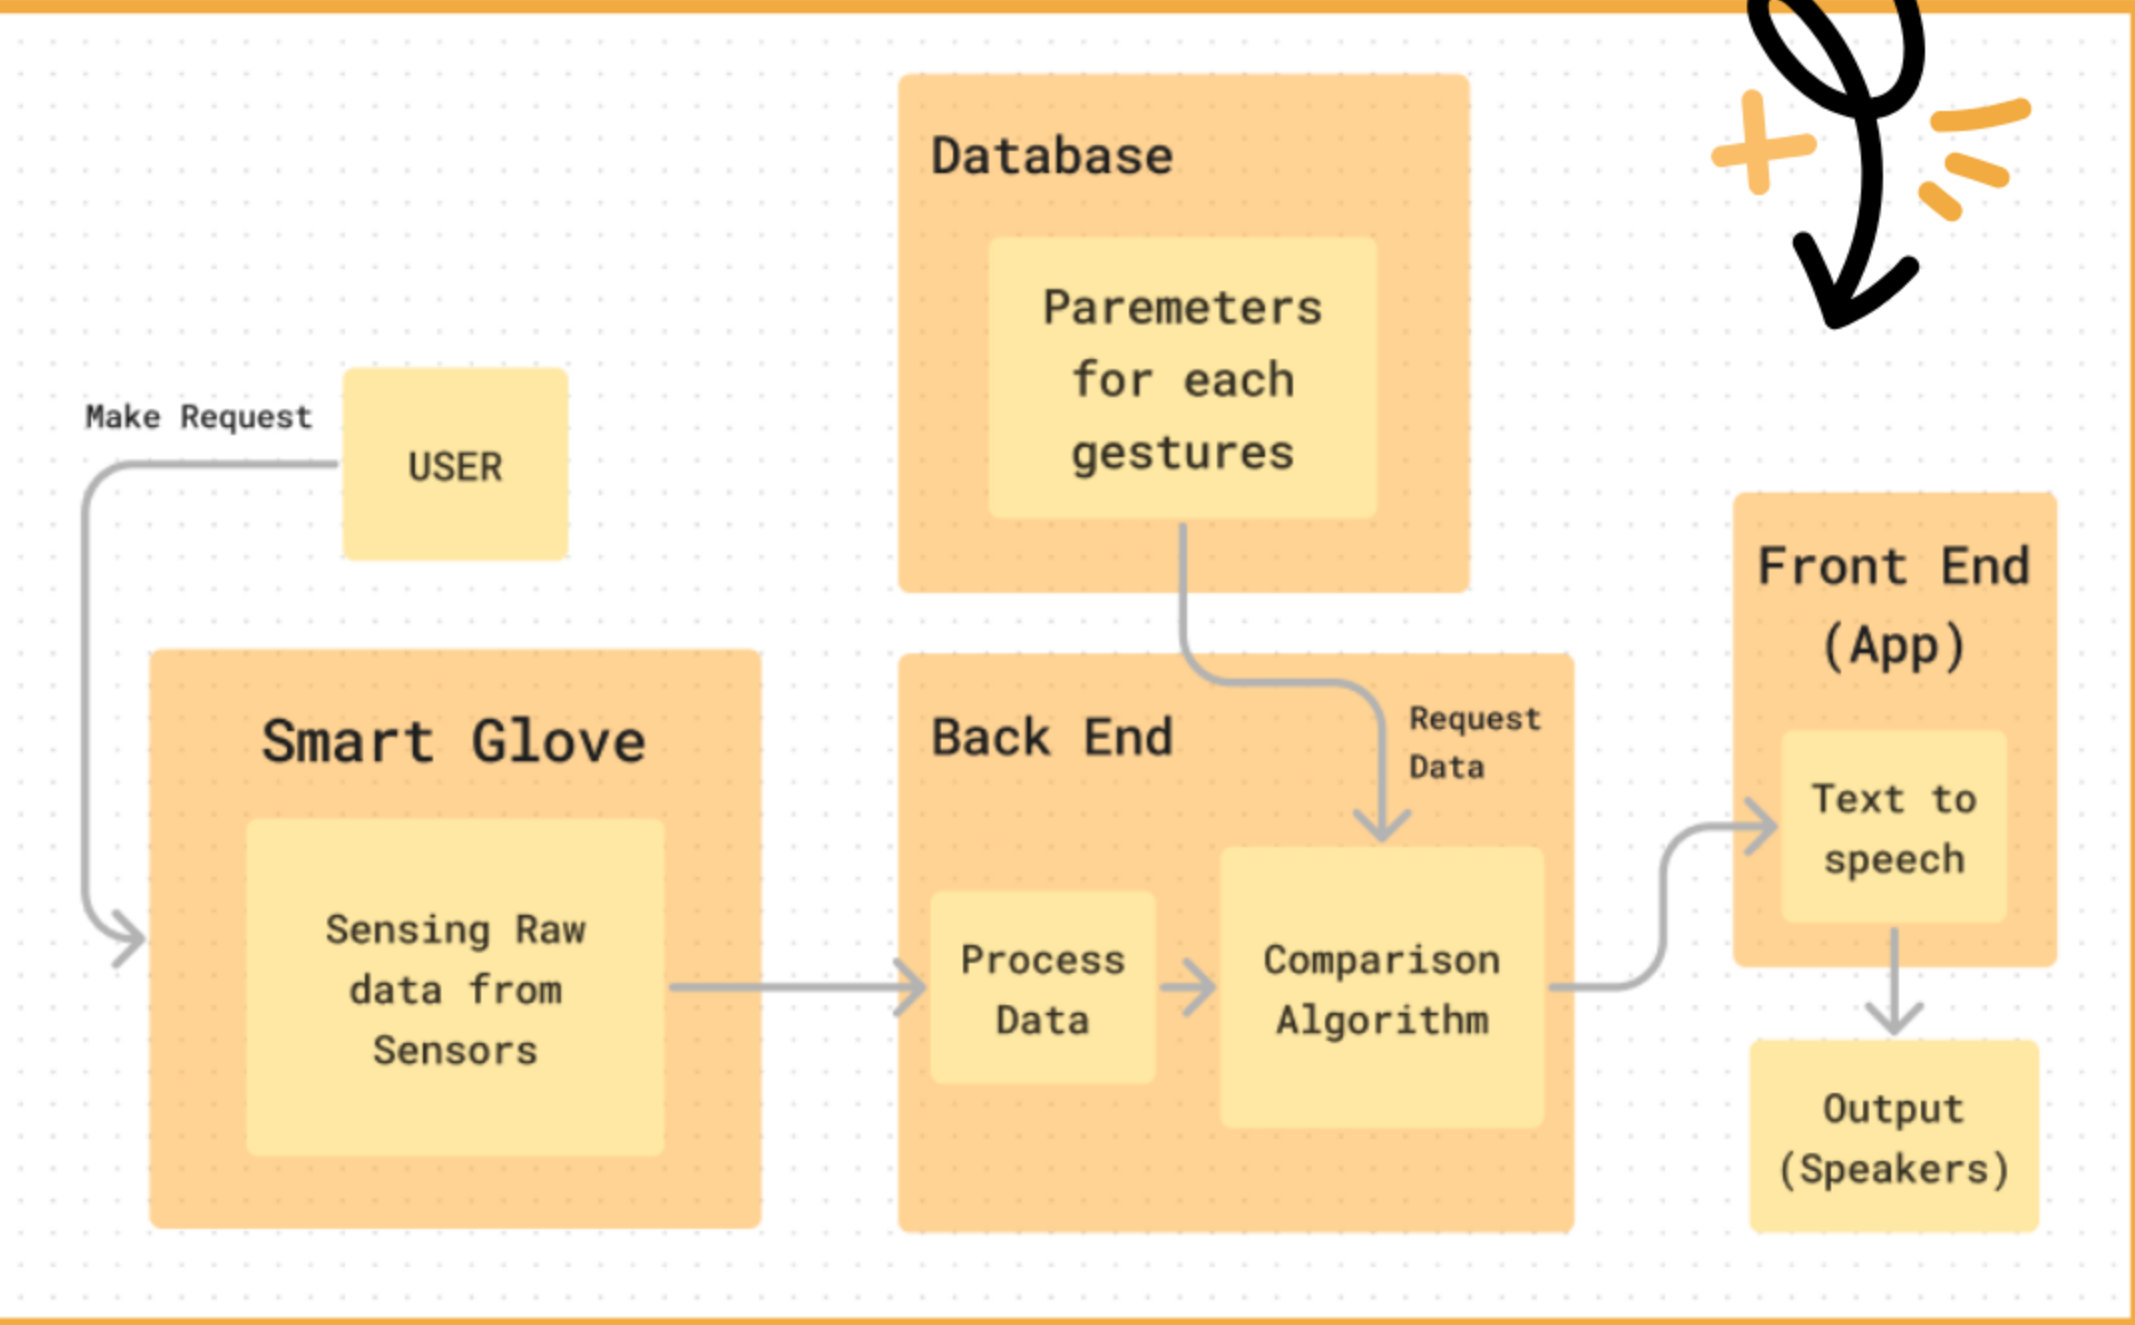 Database
Paremeters
for each
gestures
Make Request
USER
Front End
(App)
Text to
speech
Smart Glove
Sensing Raw
data from
Sensors
Back End
Request
Data
Process
Data
Comparison
Algorithm
Output
(Speakers)